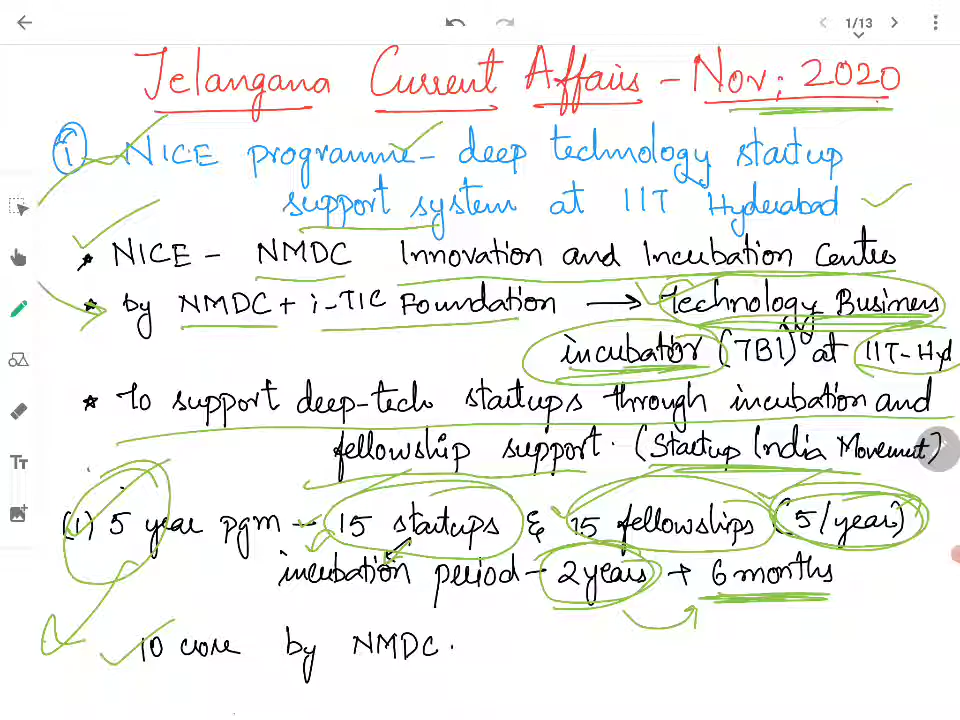 1/13
Telangana Current Affairs - Nov; 2020
① NICE programme - deep technology startup
support system at IIT Hyderabad
* NICE - NMDC Innovation and Incubation Centre
* by NMDC + i-TIC Foundation → technology Business
incubator (TBI) at IIT-Hyd
* To support deep-tech startups through incubation and
fellowship support. (Startup India Movement)
(1) 5 year pgm - 15 startups & 15 fellowships (5/year)
incubation period - 2 years + 6 months
10 crore by NMDC.
Tт